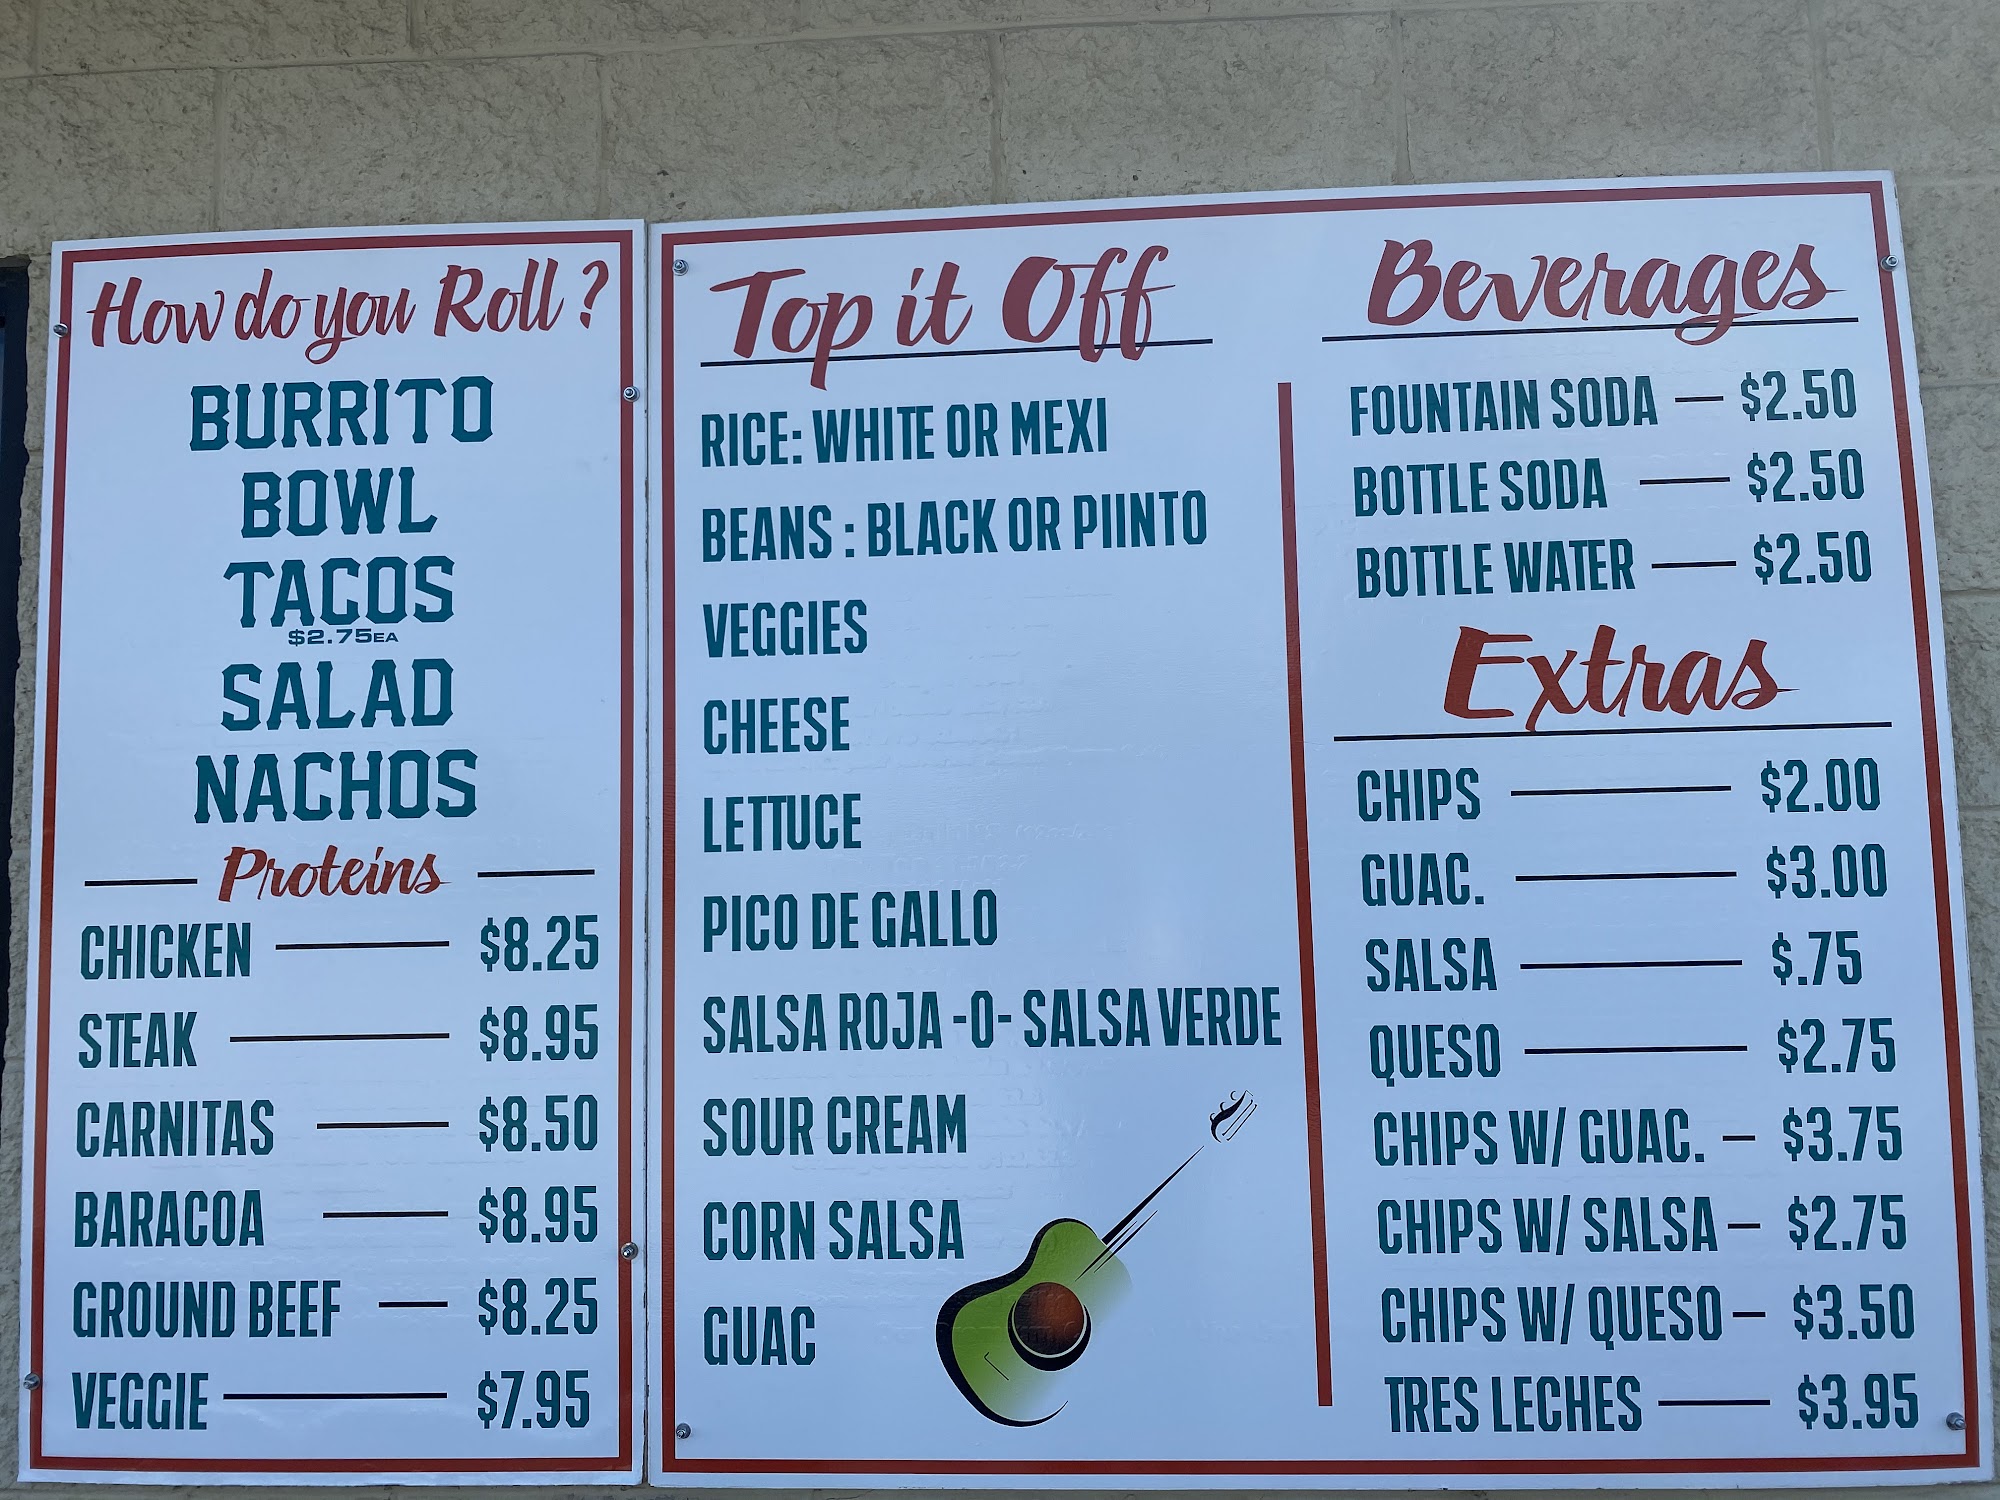 How do you Roll?
BURRITO
BOWL
TACOS
$2.75EA
SALAD
NACHOS
Proteins
CHICKEN $8.25
STEAK $8.95
CARNITAS $8.50
BARACOA $8.95
GROUND BEEF $8.25
VEGGIE $7.95
Top it Off
RICE: WHITE OR MEXI
BEANS : BLACK OR PIINTO
VEGGIES
CHEESE
LETTUCE
PICO DE GALLO
SALSA ROJA -O- SALSA VERDE
SOUR CREAM
CORN SALSA
GUAC
Beverages
FOUNTAIN SODA — $2.50
BOTTLE SODA — $2.50
BOTTLE WATER — $2.50
Extras
CHIPS — $2.00
GUAC. — $3.00
SALSA — $.75
QUESO — $2.75
CHIPS W/ GUAC. — $3.75
CHIPS W/ SALSA — $2.75
CHIPS W/ QUESO — $3.50
TRES LECHES — $3.95